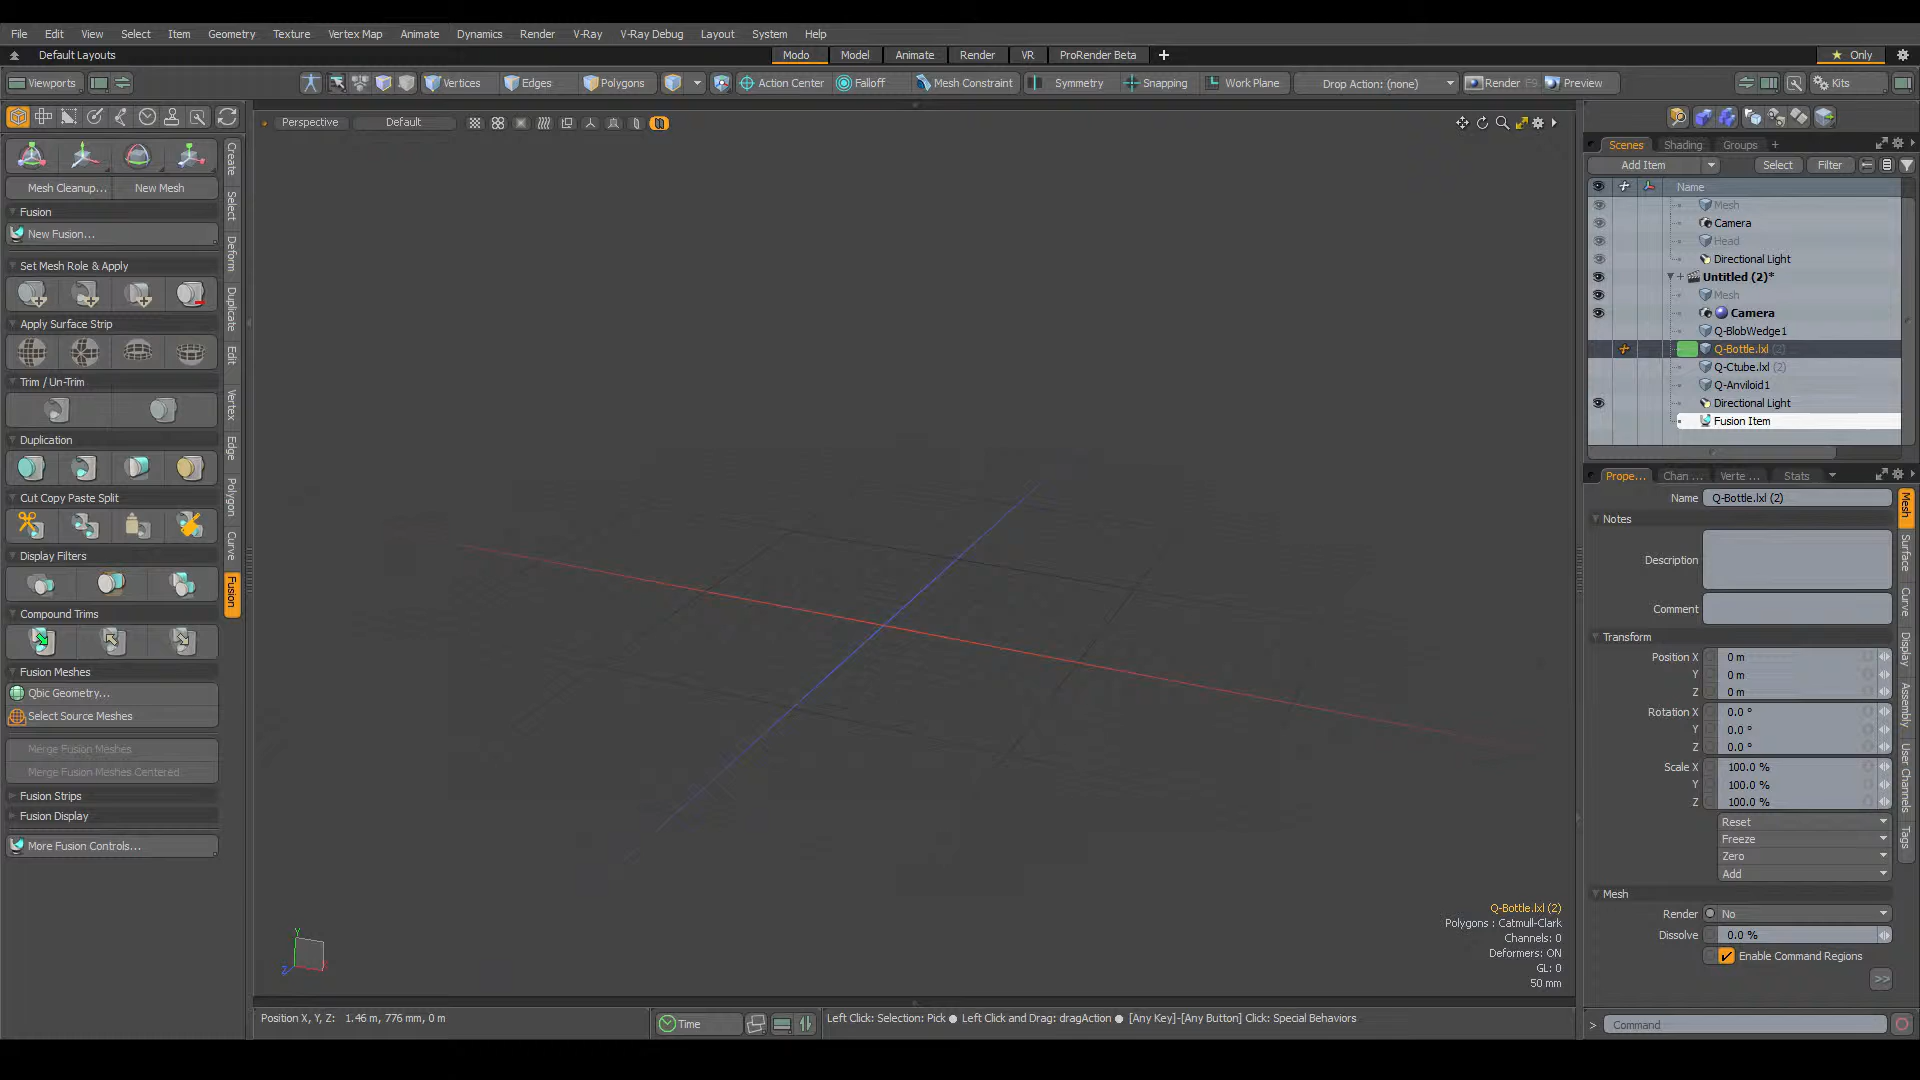 File Edit View Select Item Geometry Texture Vertex Map Animate Dynamics Render V-Ray V-Ray Debug Layout System Help
Default Layouts Modo Model Animate Render VR ProRender Beta + ★ Only
Viewports Vertices Edges Polygons Action Center Falloff Mesh Constraint Symmetry Snapping Work Plane Drop Action: (none) Render F9 Preview Kits
Perspective Default
Mesh Cleanup... New Mesh
Fusion
New Fusion...
Set Mesh Role & Apply
Apply Surface Strip
Trim / Un-Trim
Duplication
Cut Copy Paste Split
Display Filters
Compound Trims
Fusion Meshes
Qbic Geometry...
Select Source Meshes
Merge Fusion Meshes
Merge Fusion Meshes Centered
Fusion Strips
Fusion Display
More Fusion Controls...
Create
Select
Deform
Duplicate
Edit
Vertex
Edge
Polygon
Curve
Fusion
Y
Z
Q-Bottle.lxl (2)
Polygons : Catmull-Clark
Channels: 0
Deformers: ON
GL: 0
50 mm
Scenes Shading Groups +
Add Item Select Filter
Name
Mesh
Camera
Head
Directional Light
Untitled (2)*
Mesh
Camera
Q-BlobWedge1
Q-Bottle.lxl (2)
Q-Ctube.lxl (2)
Q-Anviloid1
Directional Light
Fusion Item
Prope... Chan ... Verte ... Stats
Name Q-Bottle.lxl (2)
Notes
Description
Comment
Transform
Position X 0 m
Y 0 m
Z 0 m
Rotation X 0.0 °
Y 0.0 °
Z 0.0 °
Scale X 100.0 %
Y 100.0 %
Z 100.0 %
Reset
Freeze
Zero
Add
Mesh
Render No
Dissolve 0.0 %
Enable Command Regions
>>
Mesh
Surface
Curve
Display
Assembly
User Channels
Tags
Position X, Y, Z: 1.46 m, 776 mm, 0 m Time Left Click: Selection: Pick ● Left Click and Drag: dragAction ● [Any Key]-[Any Button] Click: Special Behaviors > Command